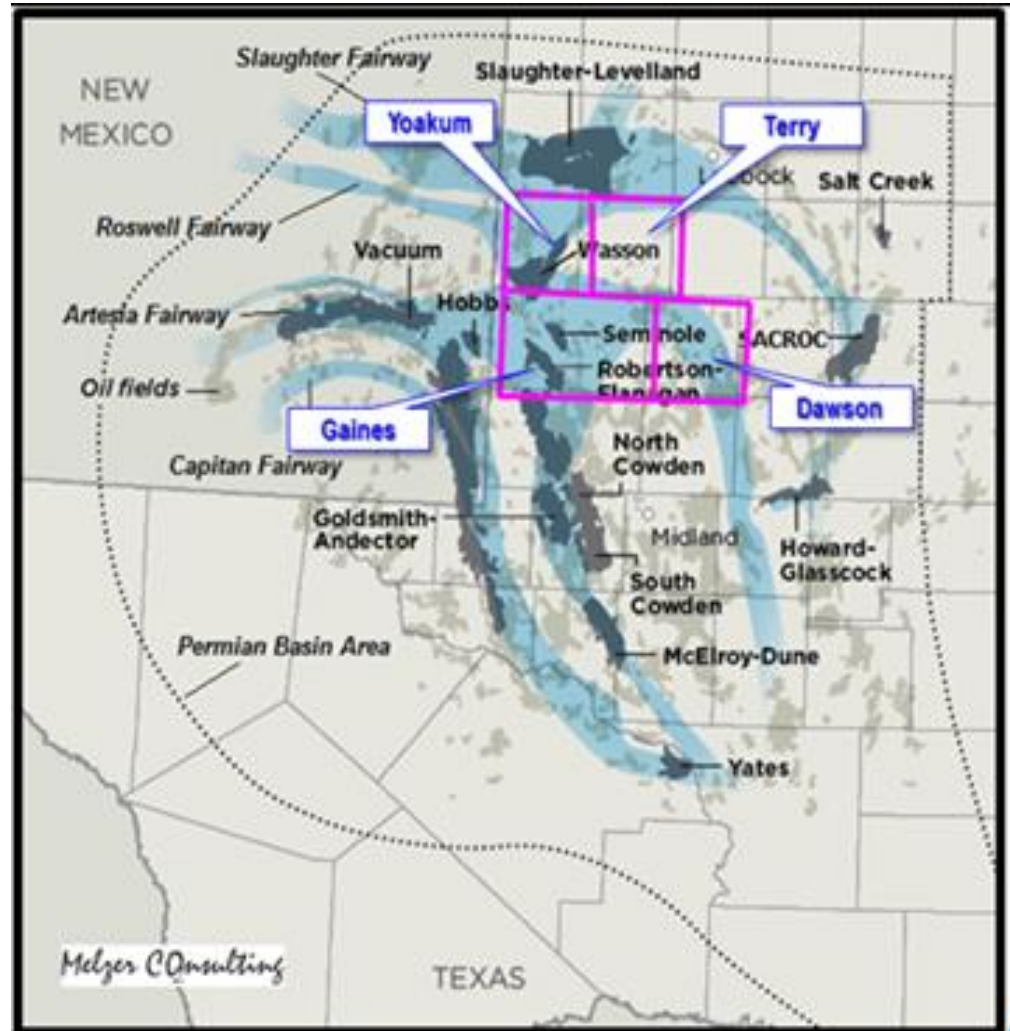 Slaughter Fairway
Slaughter-Levelland
NEW
MEXICO
Yoakum
Terry
Lubbock
Salt Creek
Roswell Fairway
Vacuum
Wasson
Hobbs
Artesia Fairway
Seminole
SACROC
Oil fields
Robertson-
Flanagan
Gaines
Dawson
Capitan Fairway
North
Cowden
Goldsmith-
Andector
Midland
Howard-
Glasscock
South
Cowden
Permian Basin Area
McElroy-Dune
Yates
Melzer COnsulting
TEXAS